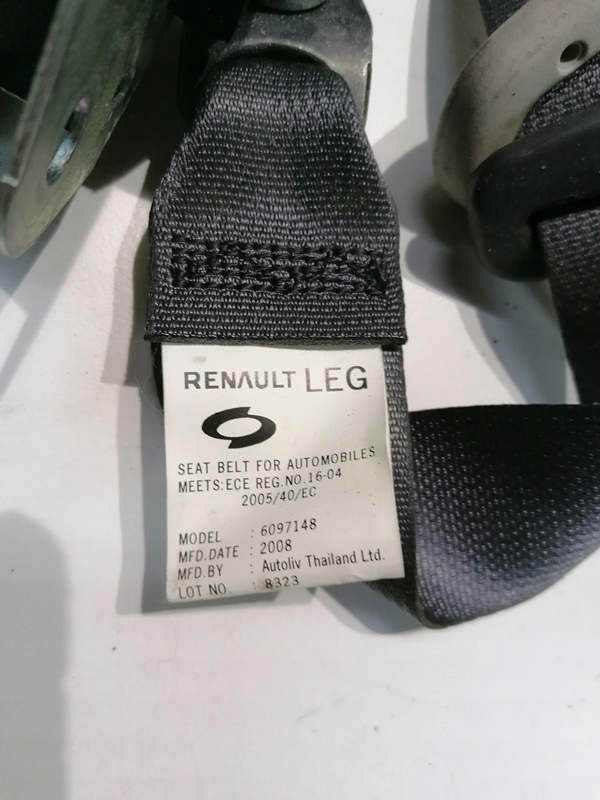 RENAULT LEG
SEAT BELT FOR AUTOMOBILES
MEETS:ECE REG.NO.16-04
2005/40/EC
MODEL : 6097148
MFD.DATE : 2008
MFD.BY : Autoliv Thailand Ltd.
LOT NO. : 8323